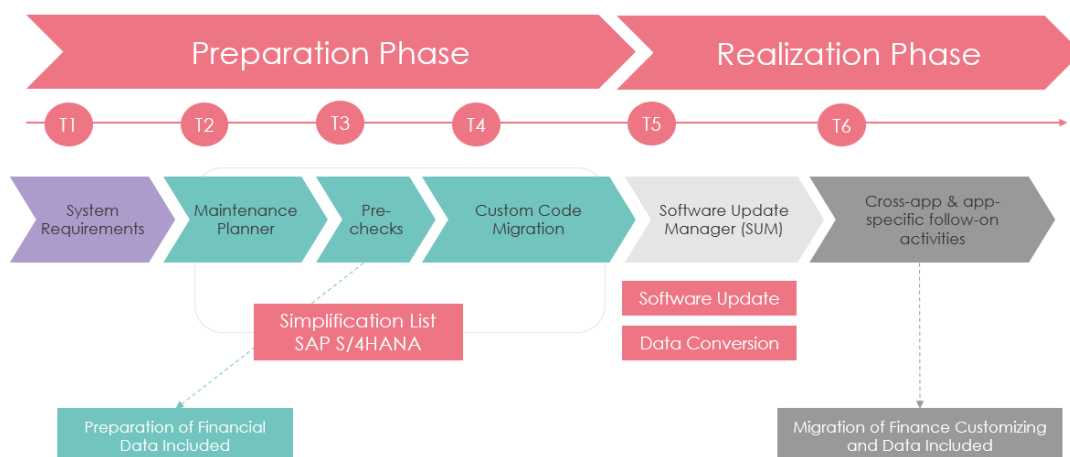 Preparation Phase
Realization Phase
T1
T2
T3
T4
T5
T6
System
Requirements
Maintenance
Planner
Pre-
checks
Custom Code
Migration
Software Update
Manager (SUM)
Cross-app & app-
specific follow-on
activities
Simplification List
SAP S/4HANA
Software Update
Data Conversion
Preparation of Financial
Data Included
Migration of Finance Customizing
and Data Included